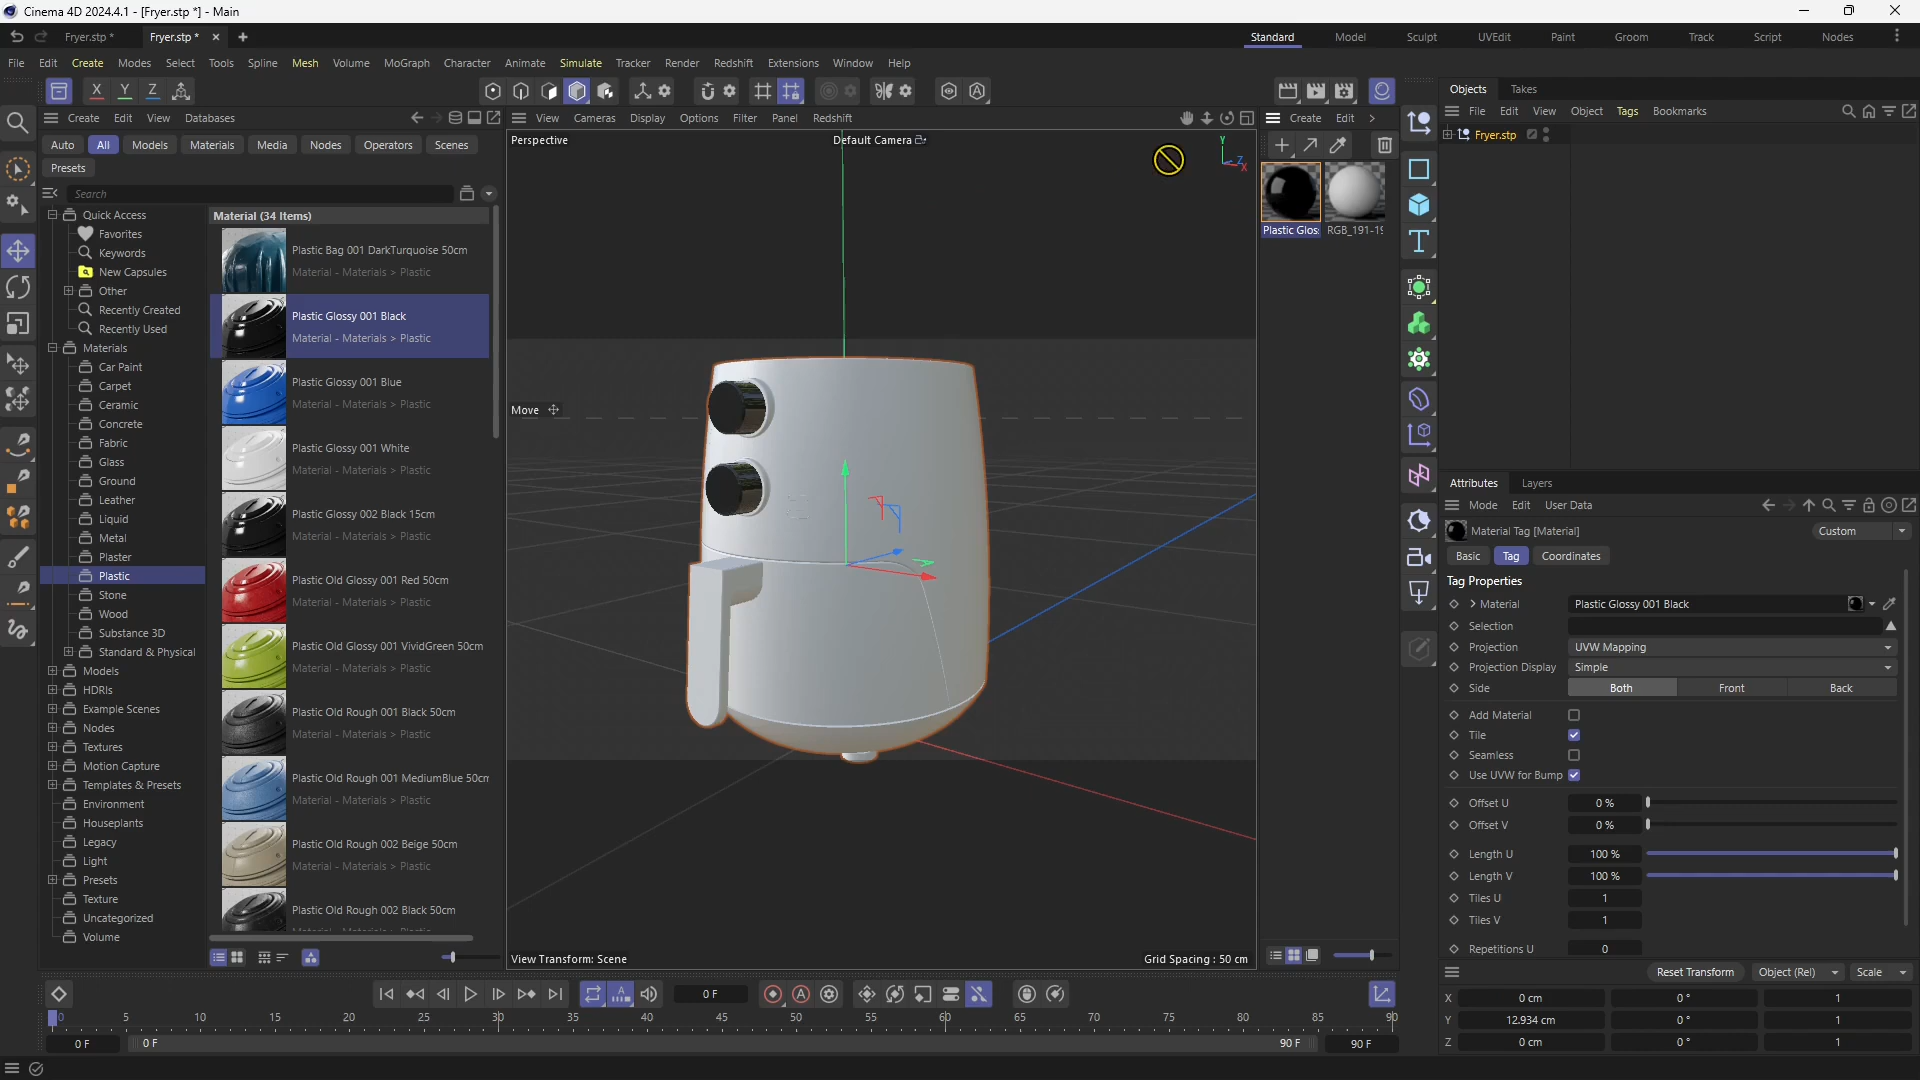 Cinema 4D 2024.4.1 - [Fryer.stp *] - Main
Fryer.stp * Fryer.stp * Standard Model Sculpt UVEdit Paint Groom Track Script Nodes
File Edit Create Modes Select Tools Spline Mesh Volume MoGraph Character Animate Simulate Tracker Render Redshift Extensions Window Help
X Y Z
Objects Takes
File Edit View Object Tags Bookmarks
Fryer.stp
Create Edit View Databases
Auto All Models Materials Media Nodes Operators Scenes
Presets
Search
Quick Access
Favorites
Keywords
New Capsules
Other
Recently Created
Recently Used
Materials
Car Paint
Carpet
Ceramic
Concrete
Fabric
Glass
Ground
Leather
Liquid
Metal
Plaster
Plastic
Stone
Wood
Substance 3D
Standard & Physical
Models
HDRIs
Example Scenes
Nodes
Textures
Motion Capture
Templates & Presets
Environment
Houseplants
Legacy
Light
Presets
Texture
Uncategorized
Volume
Material (34 Items)
Plastic Bag 001 DarkTurquoise 50cm
Material - Materials > Plastic
Plastic Glossy 001 Black
Material - Materials > Plastic
Plastic Glossy 001 Blue
Material - Materials > Plastic
Plastic Glossy 001 White
Material - Materials > Plastic
Plastic Glossy 002 Black 15cm
Material - Materials > Plastic
Plastic Old Glossy 001 Red 50cm
Material - Materials > Plastic
Plastic Old Glossy 001 VividGreen 50cm
Material - Materials > Plastic
Plastic Old Rough 001 Black 50cm
Material - Materials > Plastic
Plastic Old Rough 001 MediumBlue 50cm
Material - Materials > Plastic
Plastic Old Rough 002 Beige 50cm
Material - Materials > Plastic
Plastic Old Rough 002 Black 50cm
View Cameras Display Options Filter Panel Redshift
Perspective
Default Camera
Y
Z
X
Move
View Transform: Scene
Grid Spacing : 50 cm
Create Edit
Plastic Glos
RGB_191-19
Attributes Layers
Mode Edit User Data
Material Tag [Material]
Custom
Basic Tag Coordinates
Tag Properties
> Material Plastic Glossy 001 Black
Selection
Projection UVW Mapping
Projection Display Simple
Side Both Front Back
Add Material
Tile
Seamless
Use UVW for Bump
Offset U 0 %
Offset V 0 %
Length U 100 %
Length V 100 %
Tiles U 1
Tiles V 1
Repetitions U 0
Reset Transform Object (Rel) Scale
X 0 cm 0 ° 1
Y 12.934 cm 0 ° 1
Z 0 cm 0 ° 1
0 F
0 5 10 15 20 25 30 35 40 45 50 55 60 65 70 75 80 85 90
0 F 0 F 90 F 90 F